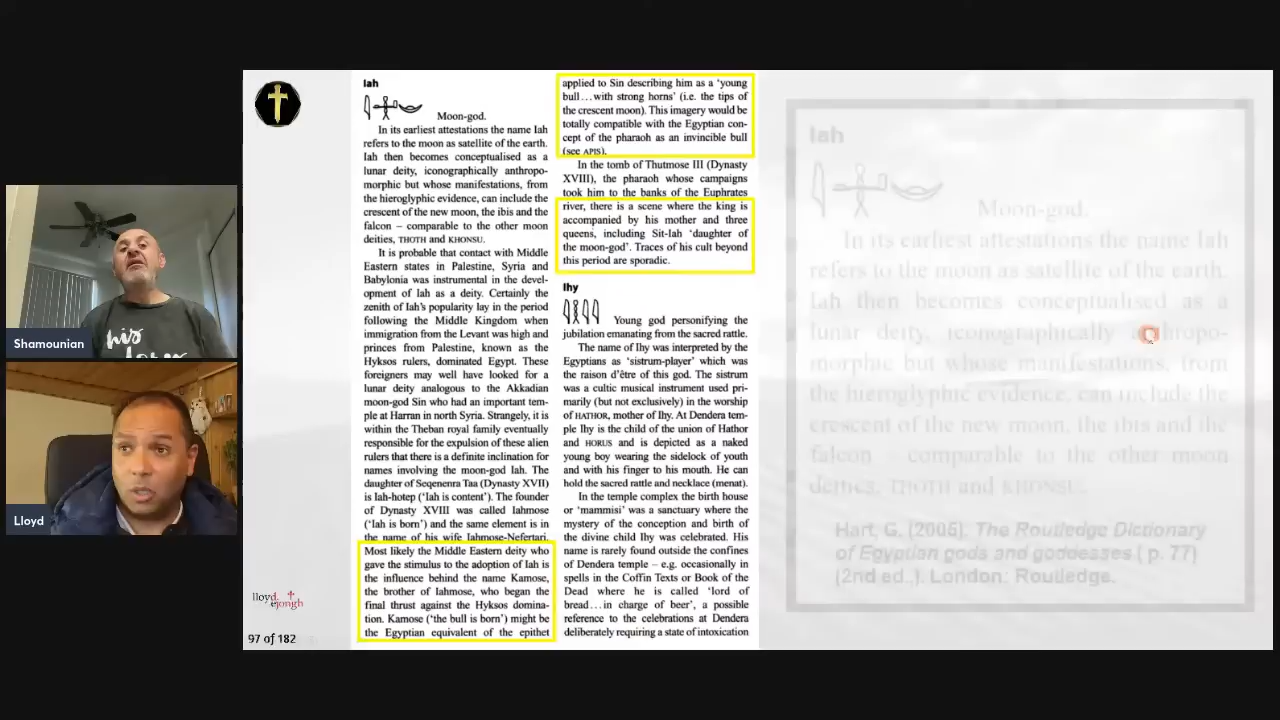 Shamounian
Lloyd
Iah
Moon-god.
In its earliest attestations the name Iah
refers to the moon as satellite of the earth.
Iah then becomes conceptualised as a
lunar deity, iconographically anthropo-
morphic but whose manifestations, from
the hieroglyphic evidence, can include the
crescent of the new moon, the ibis and the
falcon – comparable to the other moon
deities, THOTH and KHONSU.
It is probable that contact with Middle
Eastern states in Palestine, Syria and
Babylonia was instrumental in the devel-
opment of Iah as a deity. Certainly the
zenith of Iah's popularity lay in the period
following the Middle Kingdom when
immigration from the Levant was high and
princes from Palestine, known as the
Hyksos rulers, dominated Egypt. These
foreigners may well have looked for a
lunar deity analogous to the Akkadian
moon-god Sin who had an important tem-
ple at Harran in north Syria. Strangely, it is
within the Theban royal family eventually
responsible for the expulsion of these alien
rulers that there is a definite inclination for
names involving the moon-god Iah. The
daughter of Seqenenra Taa (Dynasty XVII)
is Iah-hotep ('Iah is content'). The founder
of Dynasty XVIII was called Iahmose
('Iah is born') and the same element is in
the name of his wife Iahmose-Nefertari.
Most likely the Middle Eastern deity who
gave the stimulus to the adoption of Iah is
the influence behind the name Kamose,
the brother of Iahmose, who began the
final thrust against the Hyksos domina-
tion. Kamose ('the bull is born') might be
the Egyptian equivalent of the epithet
applied to Sin describing him as a 'young
bull…with strong horns' (i.e. the tips of
the crescent moon). This imagery would be
totally compatible with the Egyptian con-
cept of the pharaoh as an invincible bull
(see APIS).
In the tomb of Thutmose III (Dynasty
XVIII), the pharaoh whose campaigns
took him to the banks of the Euphrates
river, there is a scene where the king is
accompanied by his mother and three
queens, including Sit-Iah 'daughter of
the moon-god'. Traces of his cult beyond
this period are sporadic.
Ihy
Young god personifying the
jubilation emanating from the sacred rattle.
The name of Ihy was interpreted by the
Egyptians as 'sistrum-player' which was
the raison d'être of this god. The sistrum
was a cultic musical instrument used pri-
marily (but not exclusively) in the worship
of HATHOR, mother of Ihy. At Dendera tem-
ple Ihy is the child of the union of Hathor
and HORUS and is depicted as a naked
young boy wearing the sidelock of youth
and with his finger to his mouth. He can
hold the sacred rattle and necklace (menat).
In the temple complex the birth house
or 'mammisi' was a sanctuary where the
mystery of the conception and birth of
the divine child Ihy was celebrated. His
name is rarely found outside the confines
of Dendera temple – e.g. occasionally in
spells in the Coffin Texts or Book of the
Dead where he is called 'lord of
bread…in charge of beer', a possible
reference to the celebrations at Dendera
deliberately requiring a state of intoxication
Iah
Moon-god.
In its earliest attestations the name Iah
refers to the moon as satellite of the earth.
Iah then becomes conceptualised as a
lunar deity, iconographically anthropo-
morphic but whose manifestations, from
the hieroglyphic evidence, can include the
crescent of the new moon, the ibis and the
falcon – comparable to the other moon
deities, THOTH and KHONSU.
Hart, G. (2005). The Routledge Dictionary
of Egyptian gods and goddesses ( p. 77)
(2nd ed.,). London: Routledge.
97 of 182